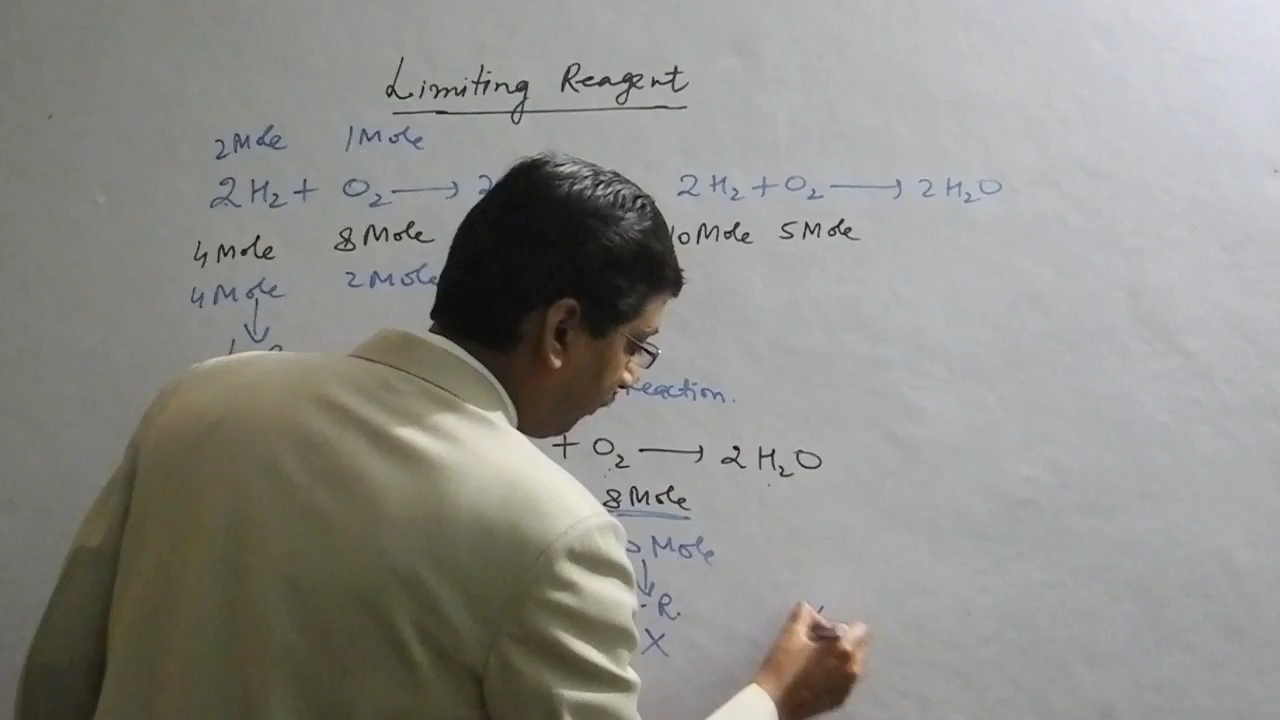 Limiting Reagent
2Mole 1Mole
2H₂ + O₂ ⟶ 2
2H₂ + O₂ ⟶ 2H₂O
4Mole 8Mole
10Mole 5Mole
4Mole 2Mole
reaction.
+ O₂ ⟶ 2H₂O
8Mole
Mole
R.
X